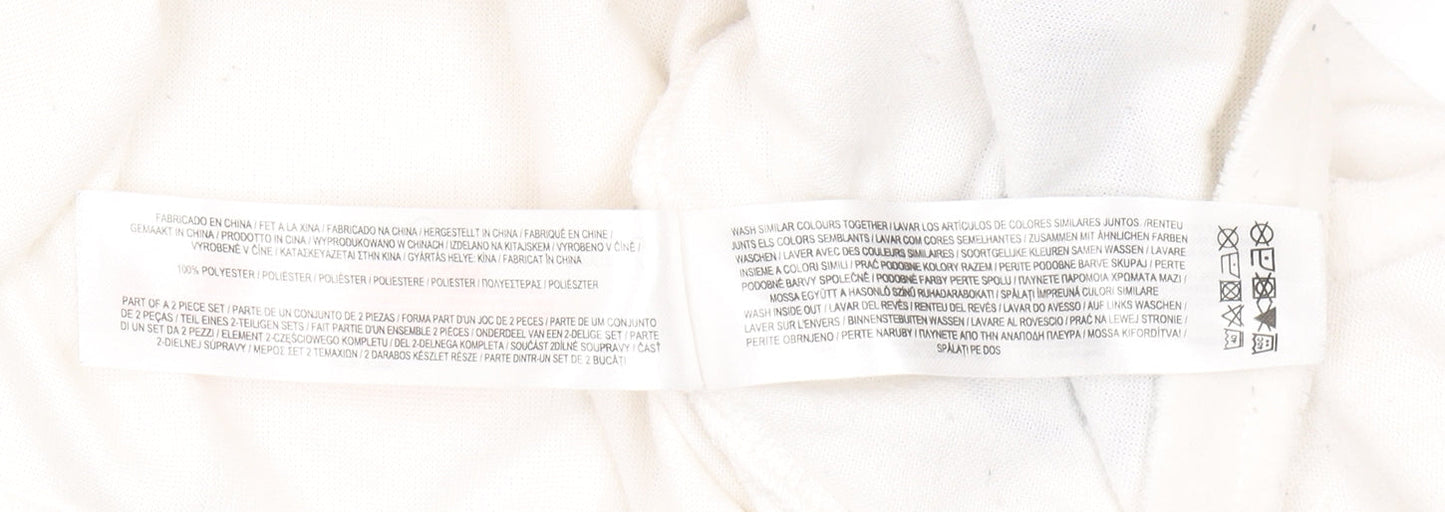 FABRICADO EN CHINA / FET A LA XINA / FABRICADO NA CHINA / HERGESTELLT IN CHINA / FABRIQUÉ EN CHINE /
GEMAAKT IN CHINA / PRODOTTO IN CINA / WYPRODUKOWANO W CHINACH / IZDELANO NA KITAJSKEM / VYROBENO V ČÍNĚ /
VYROBENÉ V ČÍNE / ΚΑΤΑΣΚΕΥΑΖΕΤΑΙ ΣΤΗΝ ΚΙΝΑ / GYÁRTÁS HELYE: KÍNA / FABRICAT ÎN CHINA
100% POLYESTER / POLIÉSTER / POLIÈSTER / POLIESTERE / POLIESTER / ΠΟΛΥΕΣΤΕΡΑΣ / POLIÉSZTER
PART OF A 2 PIECE SET / PARTE DE UN CONJUNTO DE 2 PIEZAS / FORMA PART D'UN JOC DE 2 PECES / PARTE DE UM CONJUNTO
DE 2 PEÇAS / TEIL EINES 2-TEILIGEN SETS / FAIT PARTIE D'UN ENSEMBLE 2 PIÈCES / ONDERDEEL VAN EEN 2-DELIGE SET / PARTE
DI UN SET DA 2 PEZZI / ELEMENT 2-CZĘŚCIOWEGO KOMPLETU / DEL 2-DELNEGA KOMPLETA / SOUČÁST 2DÍLNÉ SOUPRAVY / ČASŤ
2-DIELNEJ SÚPRAVY / ΜΕΡΟΣ ΣΕΤ 2 ΤΕΜΑΧΙΩΝ / 2 DARABOS KÉSZLET RÉSZE / PARTE DINTR-UN SET DE 2 BUCĂȚI
WASH SIMILAR COLOURS TOGETHER / LAVAR LOS ARTÍCULOS DE COLORES SIMILARES JUNTOS. /RENTEU
JUNTS ELS COLORS SEMBLANTS / LAVAR COM CORES SEMELHANTES / ZUSAMMEN MIT ÄHNLICHEN FARBEN
WASCHEN / LAVER AVEC DES COULEURS SIMILAIRES / SOORTGELIJKE KLEUREN SAMEN WASSEN / LAVARE
INSIEME A COLORI SIMILI / PRAĆ PODOBNE KOLORY RAZEM / PERITE PODOBNE BARVE SKUPAJ / PERTE
PODOBNÉ BARVY SPOLEČNĚ / PODOBNÉ FARBY PERTE SPOLU / ΠΛΥΝΕΤΕ ΠΑΡΟΜΟΙΑ ΧΡΩΜΑΤΑ ΜΑΖΙ /
MOSSA EGYÜTT A HASONLÓ SZÍNŰ RUHADARABOKAT! / SPĂLAȚI ÎMPREUNĂ CULORI SIMILARE
WASH INSIDE OUT / LAVAR DEL REVÉS / RENTEU DEL REVÉS / LAVAR DO AVESSO / AUF LINKS WASCHEN /
LAVER SUR L'ENVERS / BINNENSTEBUITEN WASSEN / LAVARE AL ROVESCIO / PRAĆ NA LEWEJ STRONIE /
PERITE OBRNJENO / PERTE NARUBY / ΠΛΥΝΕΤΕ ΑΠΟ ΤΗΝ ΑΝΑΠΟΔΗ ΠΛΕΥΡΑ / MOSSA KIFORDÍTVA! /
SPĂLAȚI PE DOS